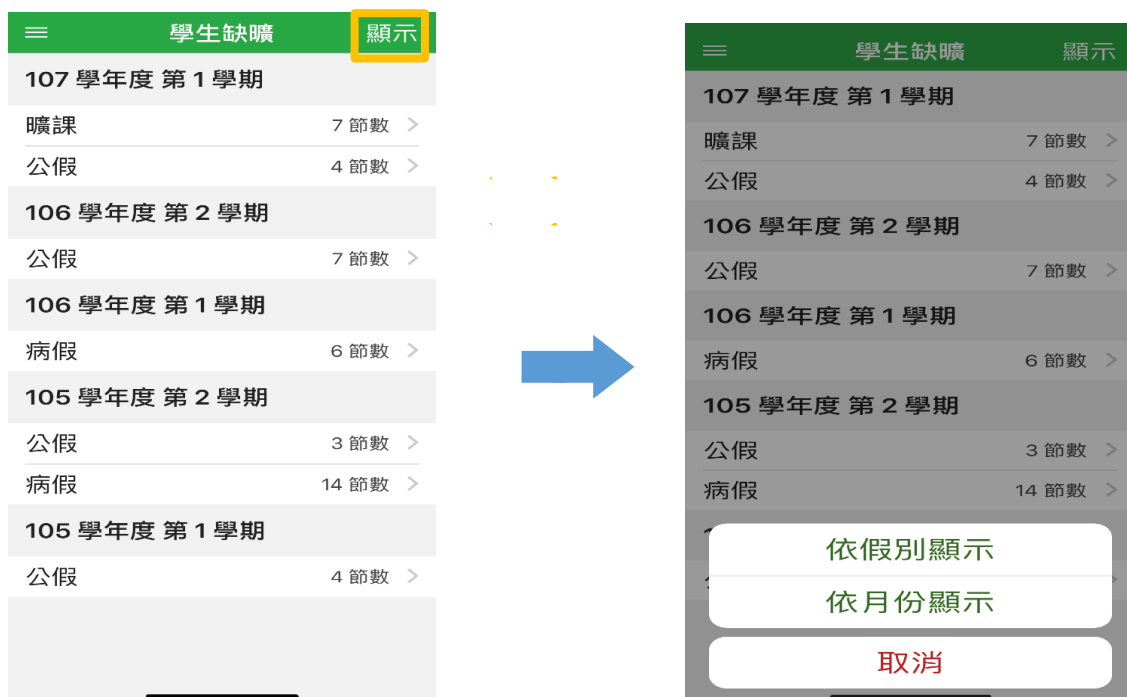 學生缺曠 顯示
107 學年度 第 1 學期
曠課 7 節數
公假 4 節數
106 學年度 第 2 學期
公假 7 節數
106 學年度 第 1 學期
病假 6 節數
105 學年度 第 2 學期
公假 3 節數
病假 14 節數
105 學年度 第 1 學期
公假 4 節數
學生缺曠 顯示
107 學年度 第 1 學期
曠課 7 節數
公假 4 節數
106 學年度 第 2 學期
公假 7 節數
106 學年度 第 1 學期
病假 6 節數
105 學年度 第 2 學期
公假 3 節數
病假 14 節數
依假別顯示
依月份顯示
取消